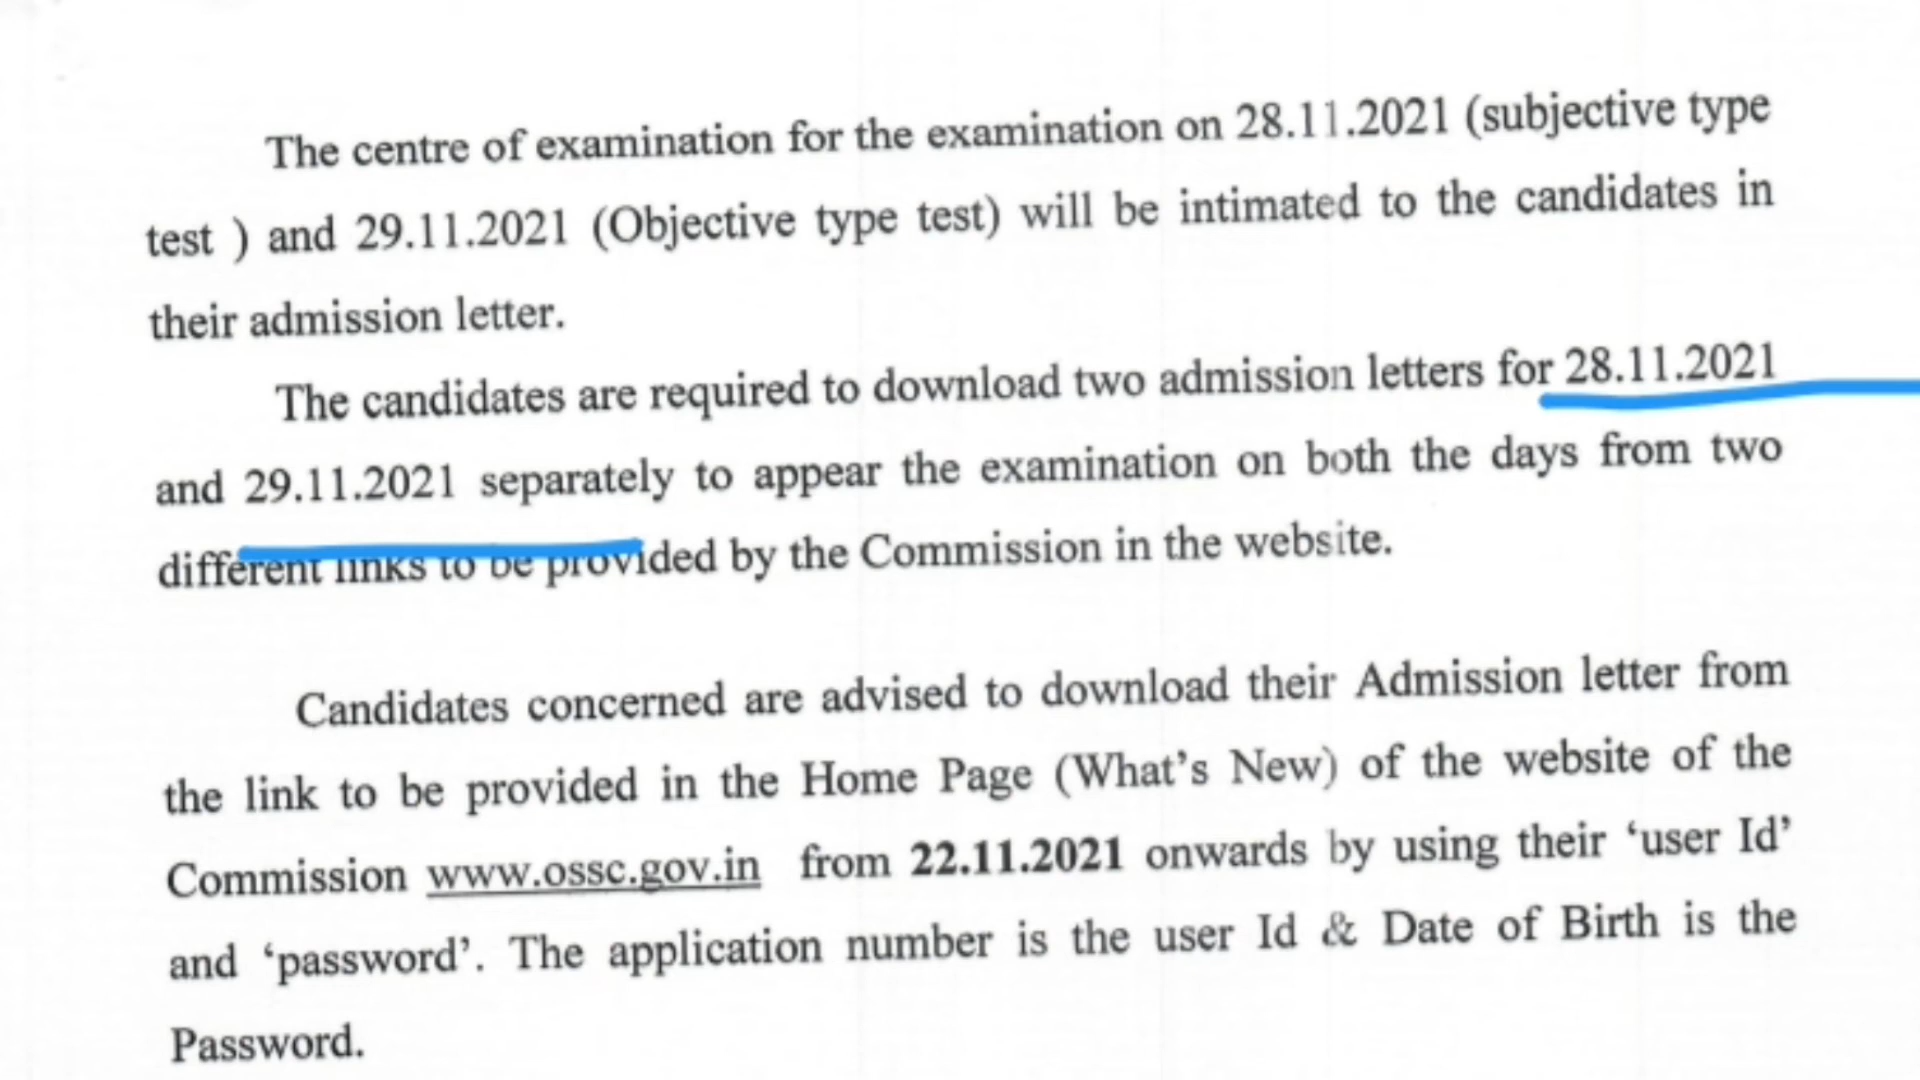 The centre of examination for the examination on 28.11.2021 (subjective type
test ) and 29.11.2021 (Objective type test) will be intimated to the candidates in
their admission letter.
The candidates are required to download two admission letters for 28.11.2021
and 29.11.2021 separately to appear the examination on both the days from two
different links to be provided by the Commission in the website.
Candidates concerned are advised to download their Admission letter from
the link to be provided in the Home Page (What's New) of the website of the
Commission www.ossc.gov.in from 22.11.2021 onwards by using their ‘user Id’
and ‘password’. The application number is the user Id & Date of Birth is the
Password.